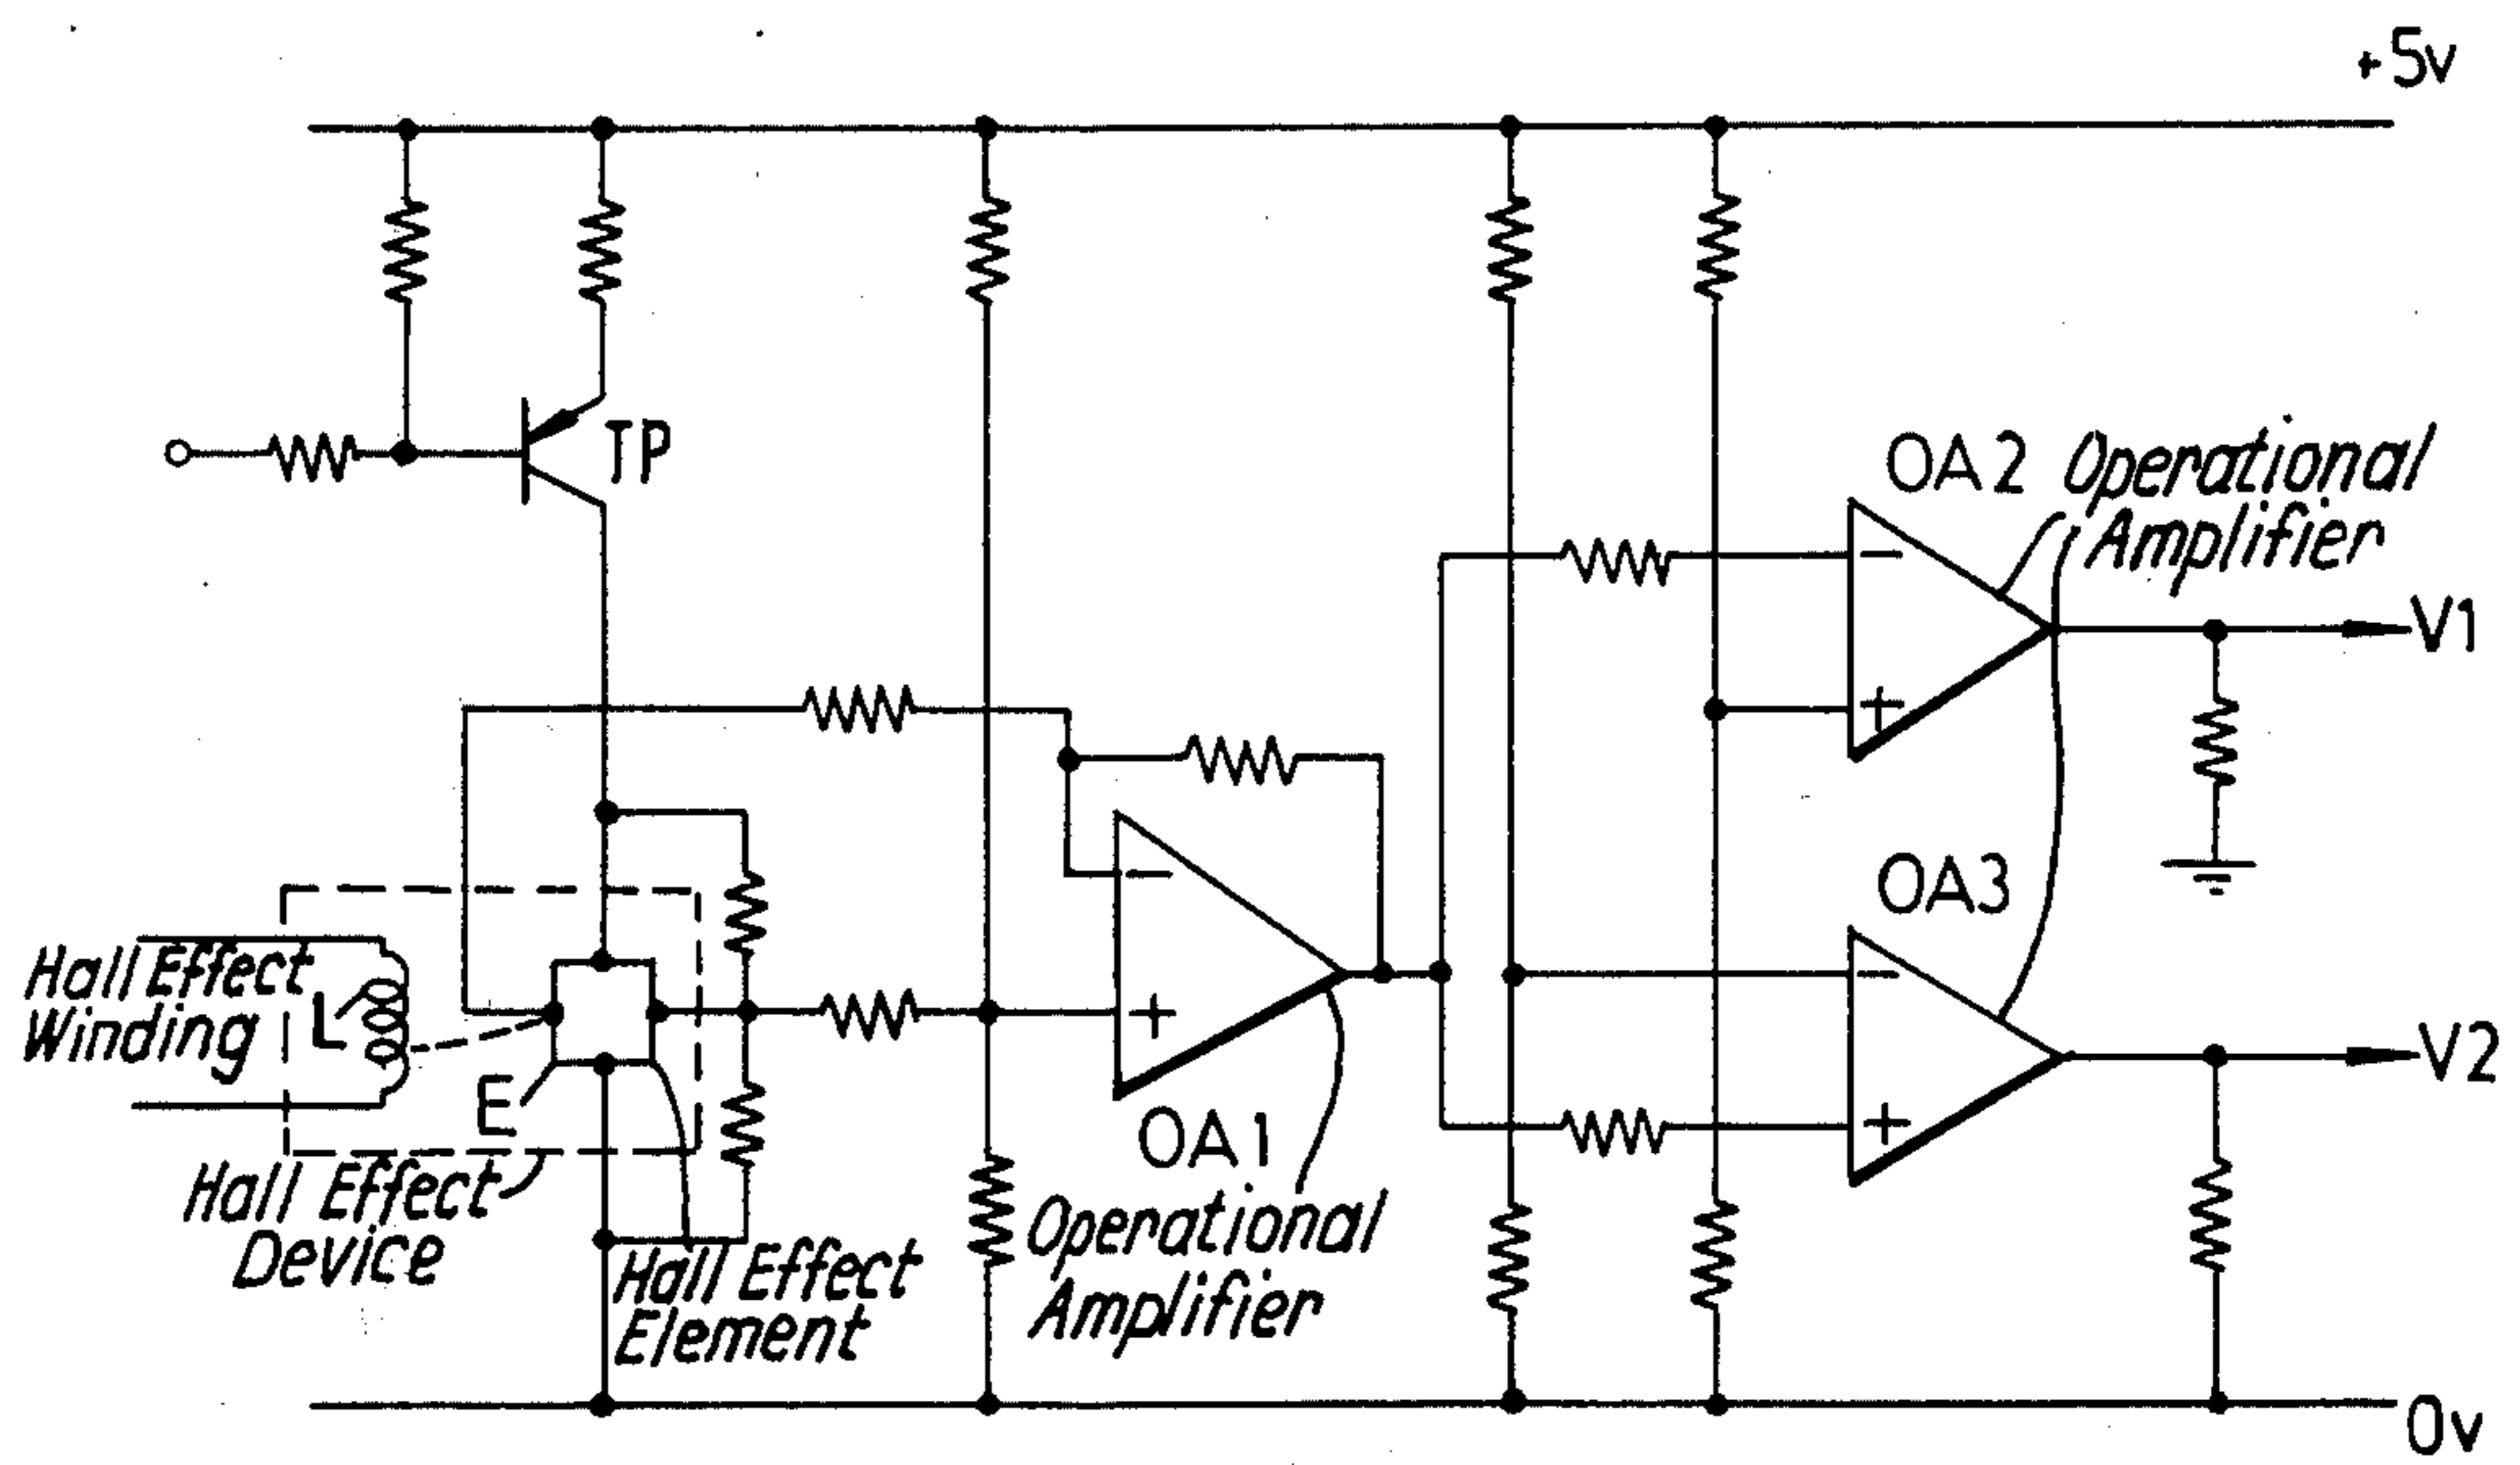 +5v
TP
OA2 Operational
Amplifier
V1
OA3
Hall Effect
Winding
L
E
V2
OA1
Hall Effect
Device
Operational
Amplifier
Hall Effect
Element
0v